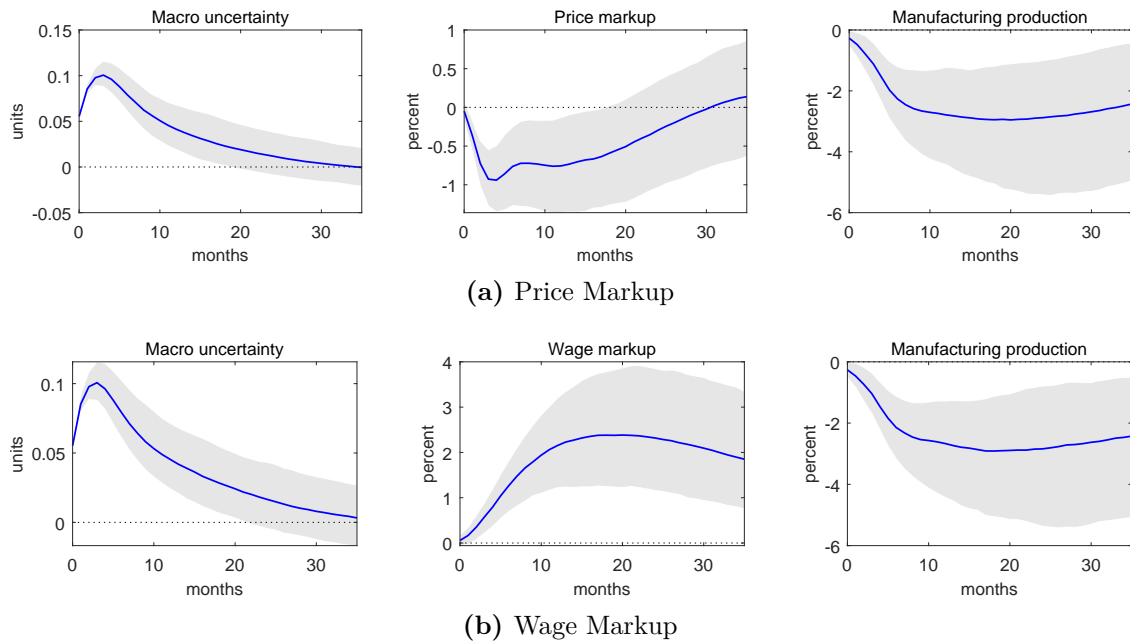 Macro uncertainty
0.15
0.1
0.05
0
-0.05
units
0 10 20 30
months
Price markup
1
0.5
0
-0.5
-1
percent
0 10 20 30
months
Manufacturing production
0
-2
-4
-6
percent
0 10 20 30
months
(a) Price Markup
Macro uncertainty
0.1
0.05
0
units
0 10 20 30
months
Wage markup
4
3
2
1
0
percent
0 10 20 30
months
Manufacturing production
0
-2
-4
-6
percent
0 10 20 30
months
(b) Wage Markup